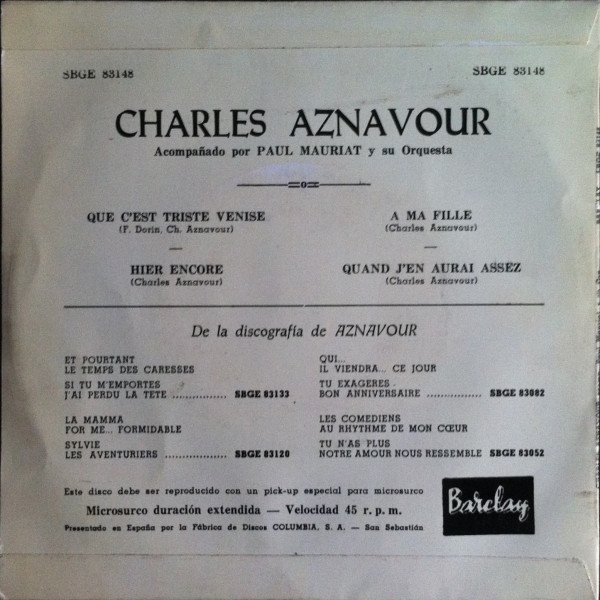 SBGE 83148
SBGE 83148
CHARLES AZNAVOUR
Acompañado por PAUL MAURIAT y su Orquesta
QUE C'EST TRISTE VENISE
(F. Dorin, Ch. Aznavour)
HIER ENCORE
(Charles Aznavour)
A MA FILLE
(Charles Aznavour)
QUAND J'EN AURAI ASSEZ
(Charles Aznavour)
De la discografía de AZNAVOUR
ET POURTANT
LE TEMPS DES CARESSES
SI TU M'EMPORTES
J'AI PERDU LA TETE ................ SBGE 83133
LA MAMMA
FOR ME... FORMIDABLE
SYLVIE
LES AVENTURIERS .................. SBGE 83120
QUI...
IL VIENDRA... CE JOUR
TU EXAGERES
BON ANNIVERSAIRE ................ SBGE 83082
LES COMEDIENS
AU RHYTHME DE MON CŒUR
TU N'AS PLUS
NOTRE AMOUR NOUS RESSEMBLE SBGE 83052
Este disco debe ser reproducido con un pick-up especial para microsurco
Microsurco duración extendida — Velocidad 45 r. p. m.
Presentado en España por la Fábrica de Discos COLUMBIA, S. A. — San Sebastián
Barclay